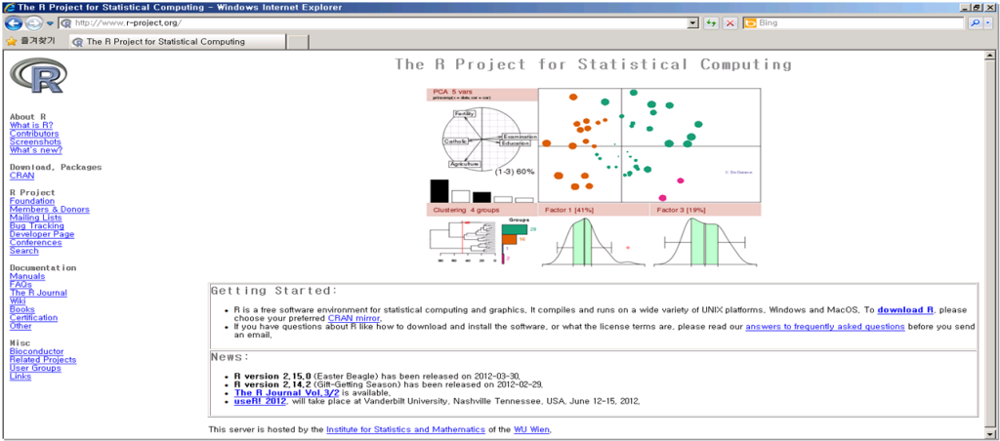 The R Project for Statistical Computing - Windows Internet Explorer
http://www.r-project.org/
Bing
즐겨찾기
The R Project for Statistical Computing
R
About R
What is R?
Contributors
Screenshots
What's new?
Download, Packages
CRAN
R Project
Foundation
Members & Donors
Mailing Lists
Bug Tracking
Developer Page
Conferences
Search
Documentation
Manuals
FAQs
The R Journal
Wiki
Books
Certification
Other
Misc
Bioconductor
Related Projects
User Groups
Links
The R Project for Statistical Computing
PCA 5 vars
princomp(x = data, cor = cor)
Fertility
Catholic
Examination
Education
Agriculture
(1-3) 60%
Clustering 4 groups
Factor 1 [41%]
Factor 3 [19%]
Groups
28
16
1
2
Getting Started:
R is a free software environment for statistical computing and graphics. It compiles and runs on a wide variety of UNIX platforms, Windows and MacOS. To download R, please
choose your preferred CRAN mirror.
If you have questions about R like how to download and install the software, or what the license terms are, please read our answers to frequently asked questions before you send
an email.
News:
R version 2.15.0 (Easter Beagle) has been released on 2012-03-30.
R version 2.14.2 (Gift-Getting Season) has been released on 2012-02-29.
The R Journal Vol.3/2 is available.
useR! 2012, will take place at Vanderbilt University, Nashville Tennessee, USA, June 12-15, 2012.
This server is hosted by the Institute for Statistics and Mathematics of the WU Wien.